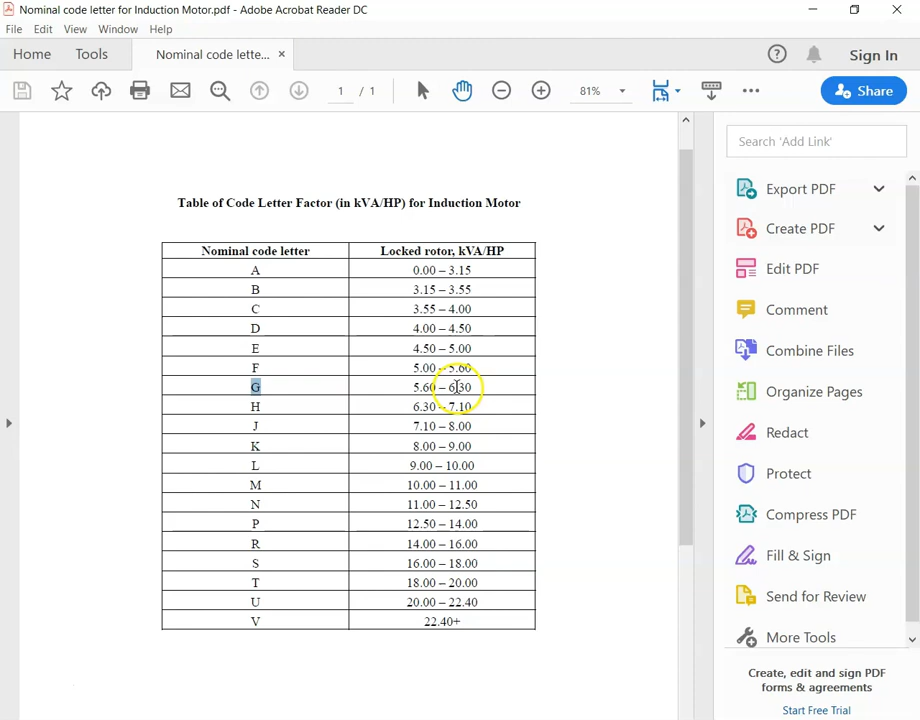 Nominal code letter for Induction Motor.pdf - Adobe Acrobat Reader DC
File Edit View Window Help
Home Tools Nominal code lette... × Sign In
1 / 1 81% Share
Search 'Add Link'
Export PDF
Create PDF
Edit PDF
Comment
Combine Files
Organize Pages
Redact
Protect
Compress PDF
Fill & Sign
Send for Review
More Tools
Create, edit and sign PDF
forms & agreements
Start Free Trial
Table of Code Letter Factor (in kVA/HP) for Induction Motor
Nominal code letter Locked rotor, kVA/HP
A 0.00 – 3.15
B 3.15 – 3.55
C 3.55 – 4.00
D 4.00 – 4.50
E 4.50 – 5.00
F 5.00 – 5.60
G 5.60 – 6.30
H 6.30 – 7.10
J 7.10 – 8.00
K 8.00 – 9.00
L 9.00 – 10.00
M 10.00 – 11.00
N 11.00 – 12.50
P 12.50 – 14.00
R 14.00 – 16.00
S 16.00 – 18.00
T 18.00 – 20.00
U 20.00 – 22.40
V 22.40+